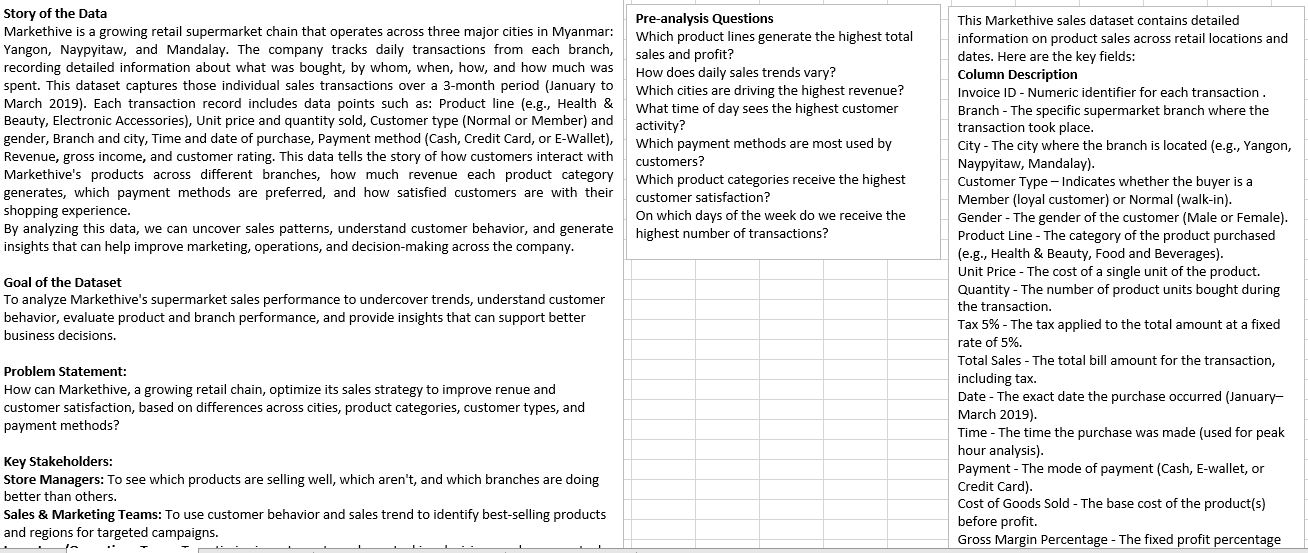 Story of the Data
Markethive is a growing retail supermarket chain that operates across three major cities in Myanmar:
Yangon, Naypyitaw, and Mandalay. The company tracks daily transactions from each branch,
recording detailed information about what was bought, by whom, when, how, and how much was
spent. This dataset captures those individual sales transactions over a 3-month period (January to
March 2019). Each transaction record includes data points such as: Product line (e.g., Health &
Beauty, Electronic Accessories), Unit price and quantity sold, Customer type (Normal or Member) and
gender, Branch and city, Time and date of purchase, Payment method (Cash, Credit Card, or E-Wallet),
Revenue, gross income, and customer rating. This data tells the story of how customers interact with
Markethive's products across different branches, how much revenue each product category
generates, which payment methods are preferred, and how satisfied customers are with their
shopping experience.
By analyzing this data, we can uncover sales patterns, understand customer behavior, and generate
insights that can help improve marketing, operations, and decision-making across the company.
Goal of the Dataset
To analyze Markethive's supermarket sales performance to undercover trends, understand customer
behavior, evaluate product and branch performance, and provide insights that can support better
business decisions.
Problem Statement:
How can Markethive, a growing retail chain, optimize its sales strategy to improve renue and
customer satisfaction, based on differences across cities, product categories, customer types, and
payment methods?
Key Stakeholders:
Store Managers: To see which products are selling well, which aren't, and which branches are doing
better than others.
Sales & Marketing Teams: To use customer behavior and sales trend to identify best-selling products
and regions for targeted campaigns.
Pre-analysis Questions
Which product lines generate the highest total
sales and profit?
How does daily sales trends vary?
Which cities are driving the highest revenue?
What time of day sees the highest customer
activity?
Which payment methods are most used by
customers?
Which product categories receive the highest
customer satisfaction?
On which days of the week do we receive the
highest number of transactions?
This Markethive sales dataset contains detailed
information on product sales across retail locations and
dates. Here are the key fields:
Column Description
Invoice ID - Numeric identifier for each transaction .
Branch - The specific supermarket branch where the
transaction took place.
City - The city where the branch is located (e.g., Yangon,
Naypyitaw, Mandalay).
Customer Type – Indicates whether the buyer is a
Member (loyal customer) or Normal (walk-in).
Gender - The gender of the customer (Male or Female).
Product Line - The category of the product purchased
(e.g., Health & Beauty, Food and Beverages).
Unit Price - The cost of a single unit of the product.
Quantity - The number of product units bought during
the transaction.
Tax 5% - The tax applied to the total amount at a fixed
rate of 5%.
Total Sales - The total bill amount for the transaction,
including tax.
Date - The exact date the purchase occurred (January–
March 2019).
Time - The time the purchase was made (used for peak
hour analysis).
Payment - The mode of payment (Cash, E-wallet, or
Credit Card).
Cost of Goods Sold - The base cost of the product(s)
before profit.
Gross Margin Percentage - The fixed profit percentage